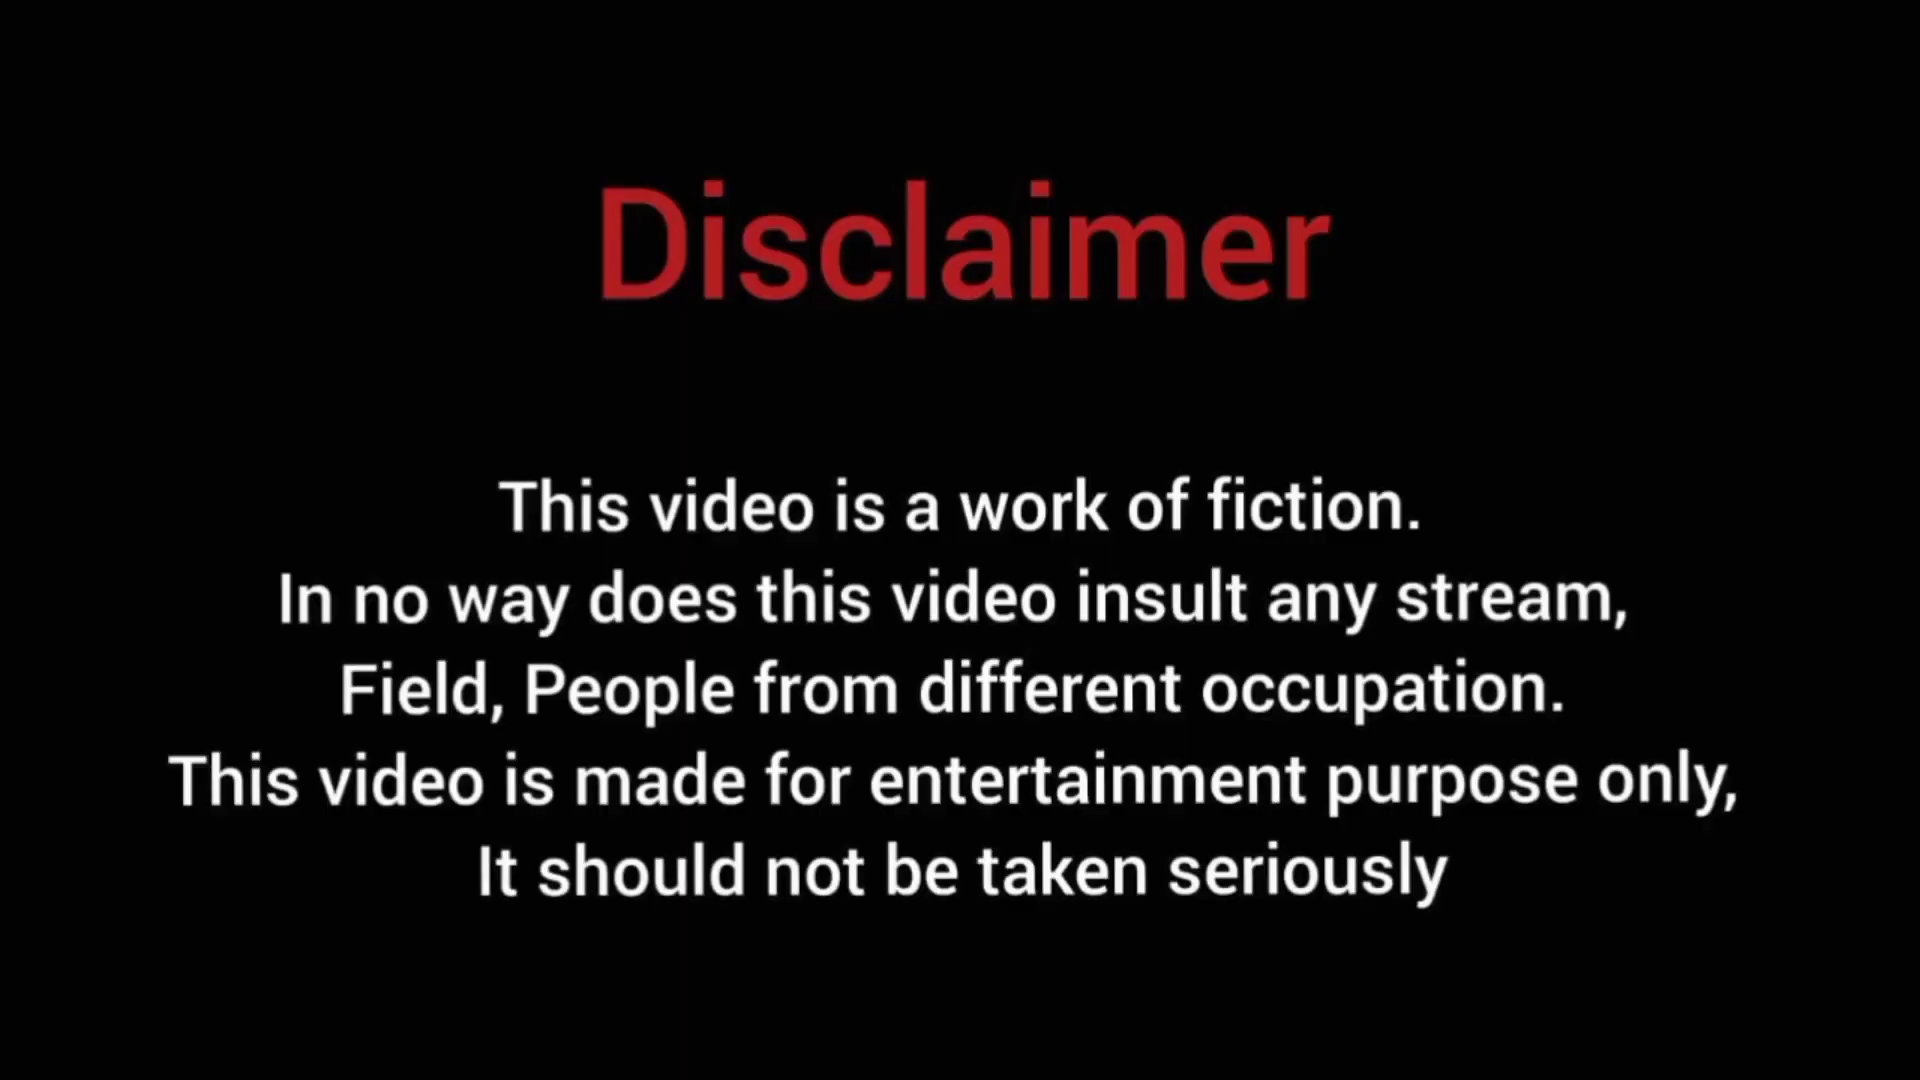 Disclaimer
This video is a work of fiction.
In no way does this video insult any stream,
Field, People from different occupation.
This video is made for entertainment purpose only,
It should not be taken seriously